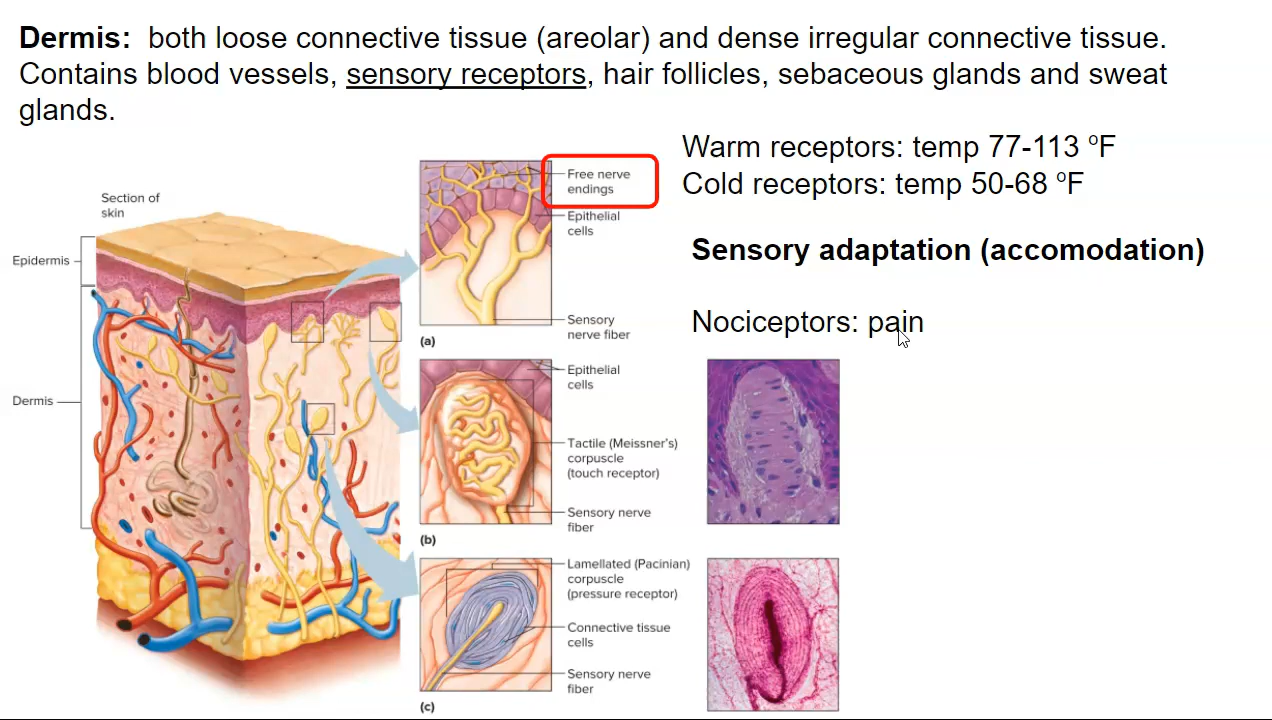 Dermis: both loose connective tissue (areolar) and dense irregular connective tissue.
Contains blood vessels, sensory receptors, hair follicles, sebaceous glands and sweat
glands.
Warm receptors: temp 77-113 ºF
Cold receptors: temp 50-68 ºF
Sensory adaptation (accomodation)
Nociceptors: pain
Section of
skin
Epidermis
Dermis
Free nerve
endings
Epithelial
cells
Sensory
nerve fiber
(a)
Epithelial
cells
Tactile (Meissner's)
corpuscle
(touch receptor)
Sensory nerve
fiber
(b)
Lamellated (Pacinian)
corpuscle
(pressure receptor)
Connective tissue
cells
Sensory nerve
fiber
(c)